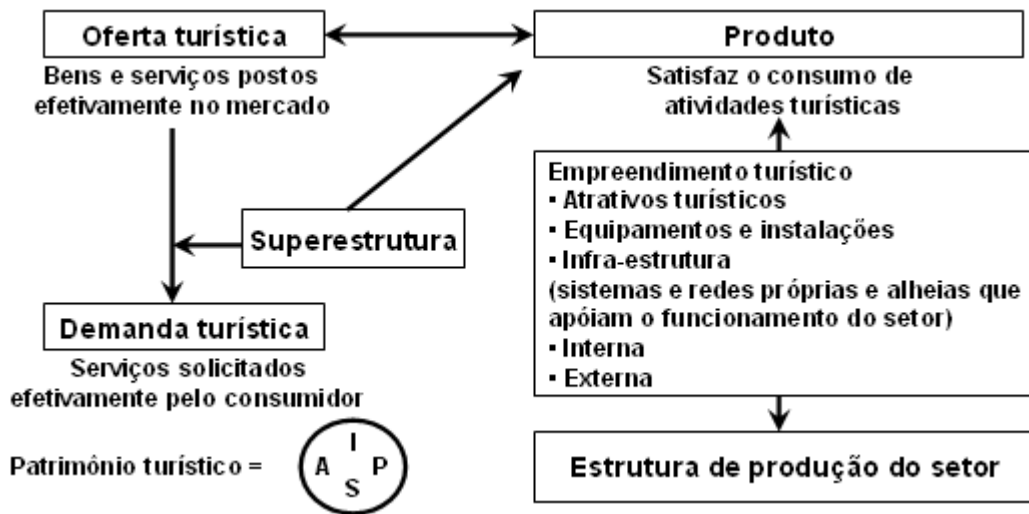 Oferta turística
Bens e serviços postos
efetivamente no mercado
Produto
Satisfaz o consumo de
atividades turísticas
Superestrutura
Empreendimento turístico
▪ Atrativos turísticos
▪ Equipamentos e instalações
▪ Infra-estrutura
(sistemas e redes próprias e alheias que
apóiam o funcionamento do setor)
▪ Interna
▪ Externa
Demanda turística
Serviços solicitados
efetivamente pelo consumidor
Patrimônio turístico =
I
A P
S
Estrutura de produção do setor